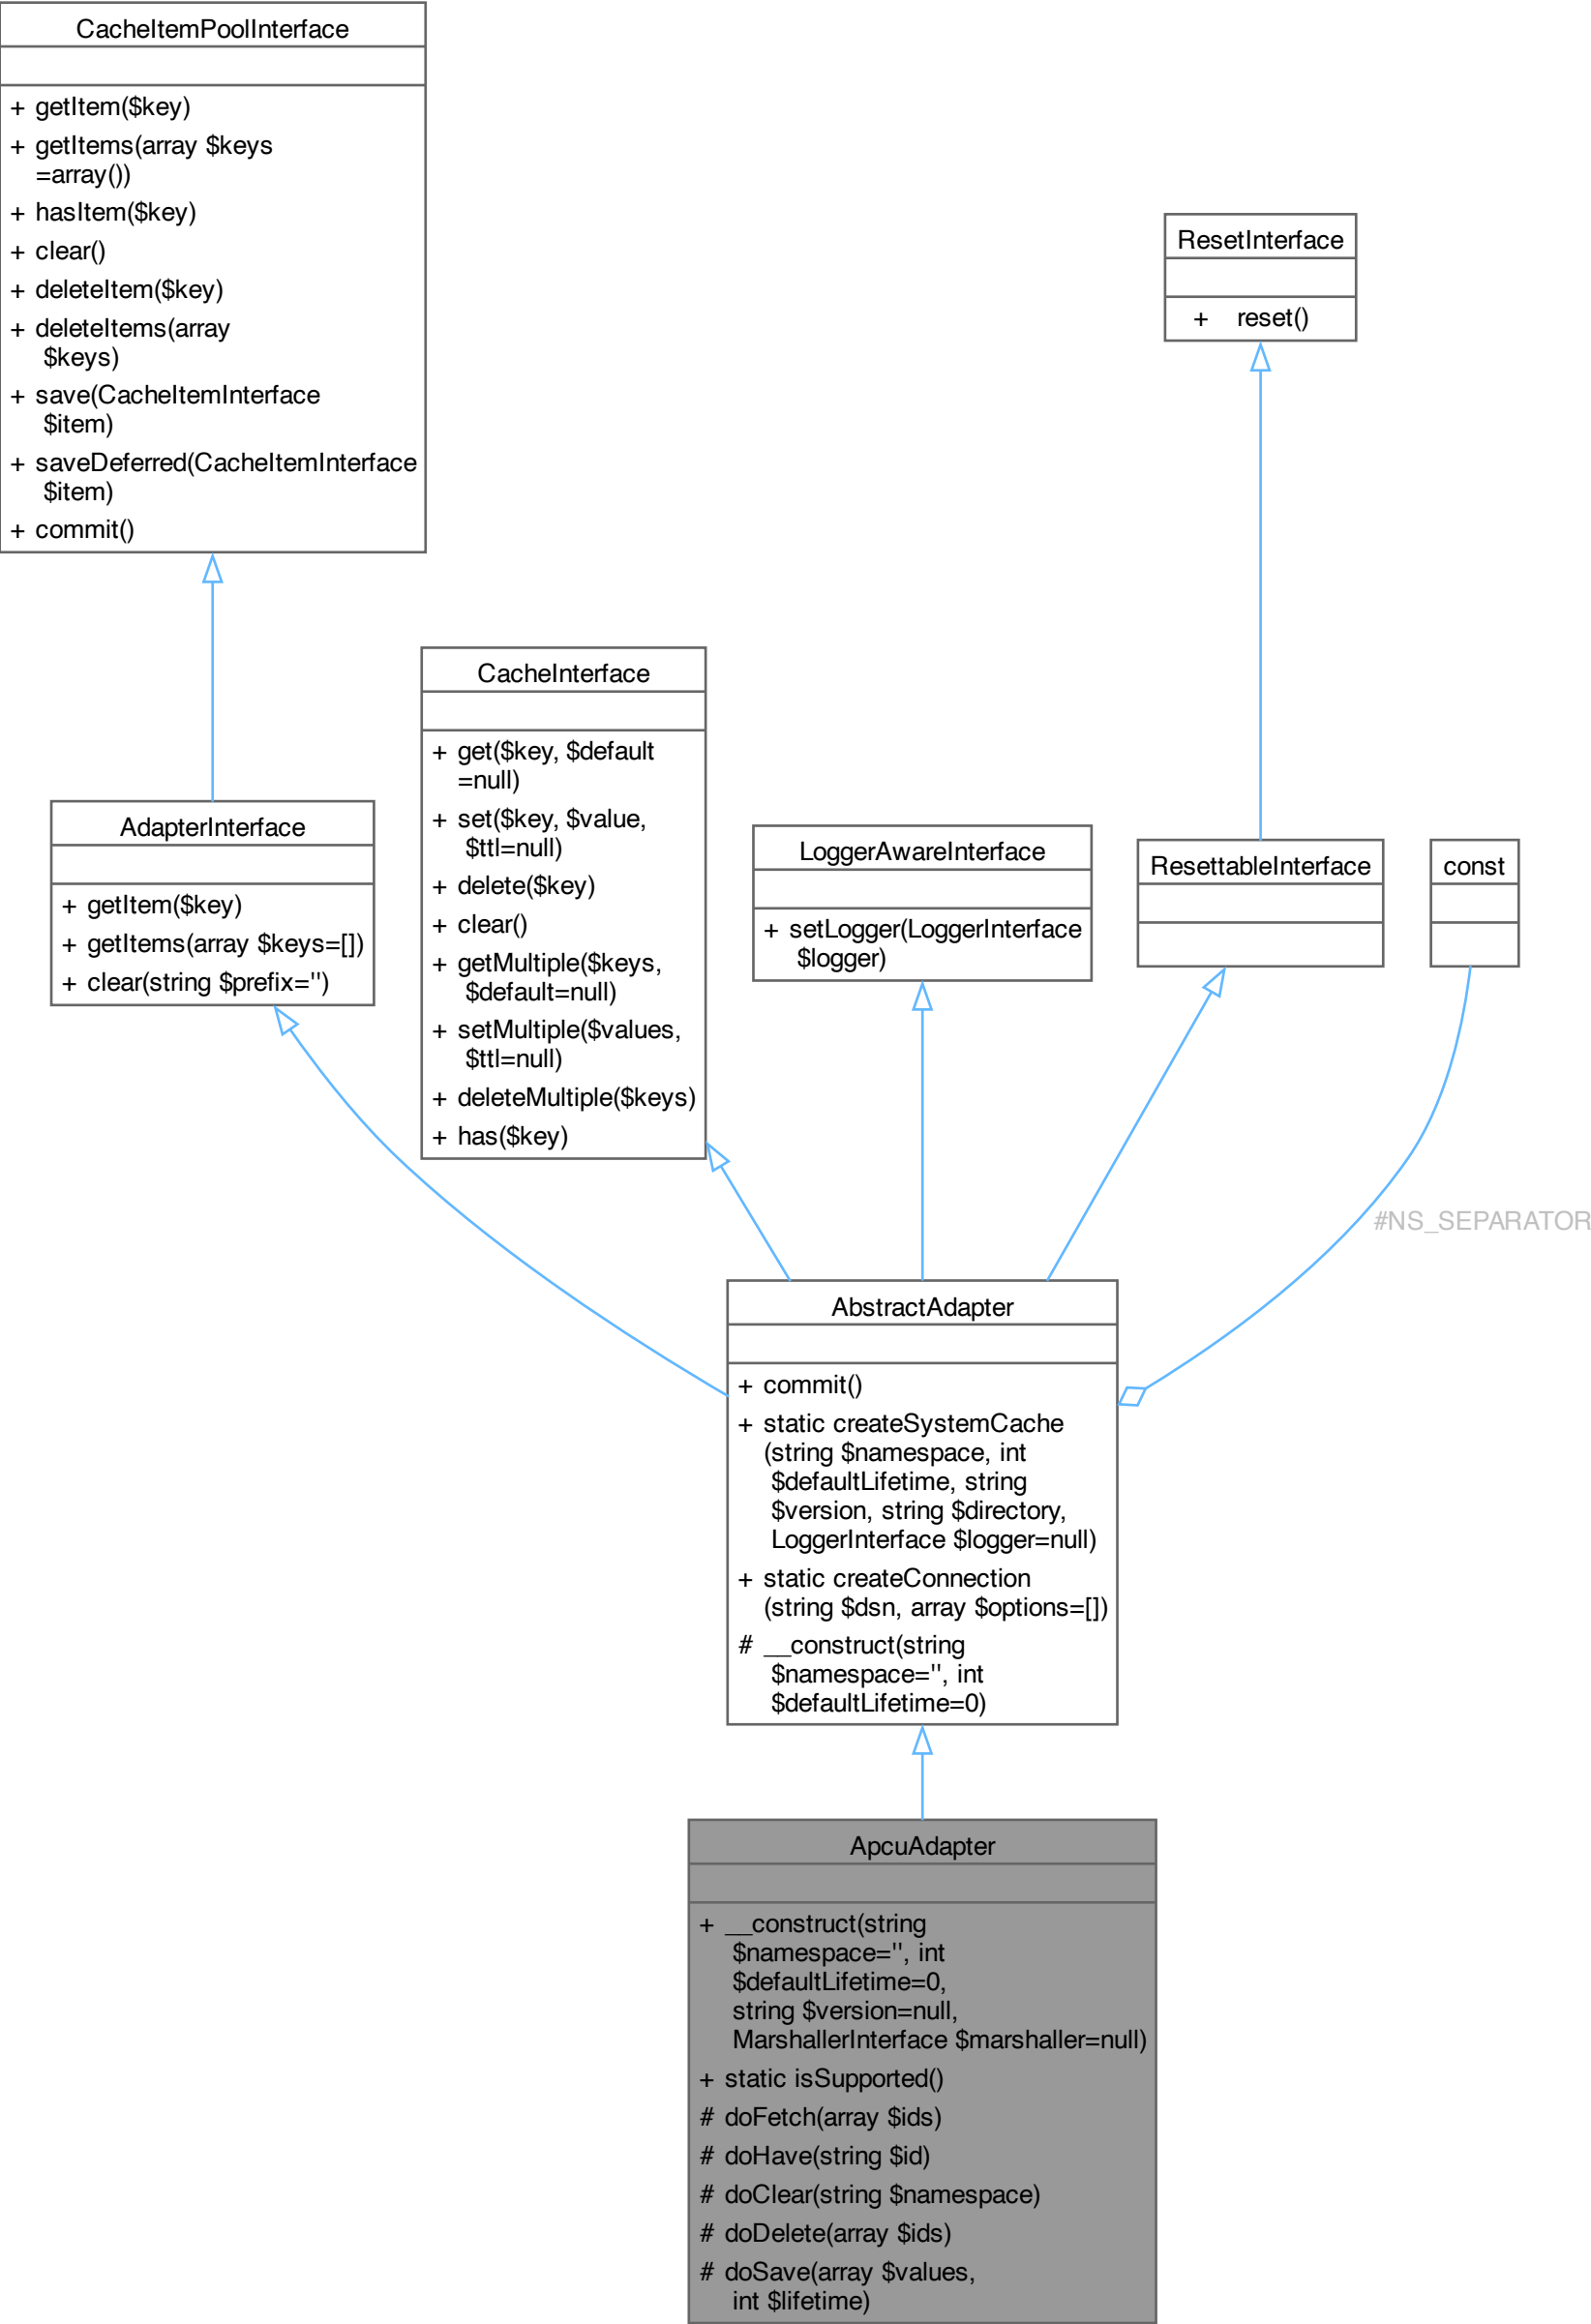 CacheItemPoolInterface
+ getItem($key)
+ getItems(array $keys
=array())
+ hasItem($key)
+ clear()
+ deleteItem($key)
+ deleteItems(array
$keys)
+ save(CacheItemInterface
$item)
+ saveDeferred(CacheItemInterface
$item)
+ commit()
ResetInterface
+ reset()
CacheInterface
+ get($key, $default
=null)
+ set($key, $value,
$ttl=null)
+ delete($key)
+ clear()
+ getMultiple($keys,
$default=null)
+ setMultiple($values,
$ttl=null)
+ deleteMultiple($keys)
+ has($key)
AdapterInterface
+ getItem($key)
+ getItems(array $keys=[])
+ clear(string $prefix='')
LoggerAwareInterface
+ setLogger(LoggerInterface
$logger)
ResettableInterface
const
#NS_SEPARATOR
AbstractAdapter
+ commit()
+ static createSystemCache
(string $namespace, int
$defaultLifetime, string
$version, string $directory,
LoggerInterface $logger=null)
+ static createConnection
(string $dsn, array $options=[])
# __construct(string
$namespace='', int
$defaultLifetime=0)
ApcuAdapter
+ __construct(string
$namespace='', int
$defaultLifetime=0,
string $version=null,
MarshallerInterface $marshaller=null)
+ static isSupported()
# doFetch(array $ids)
# doHave(string $id)
# doClear(string $namespace)
# doDelete(array $ids)
# doSave(array $values,
int $lifetime)